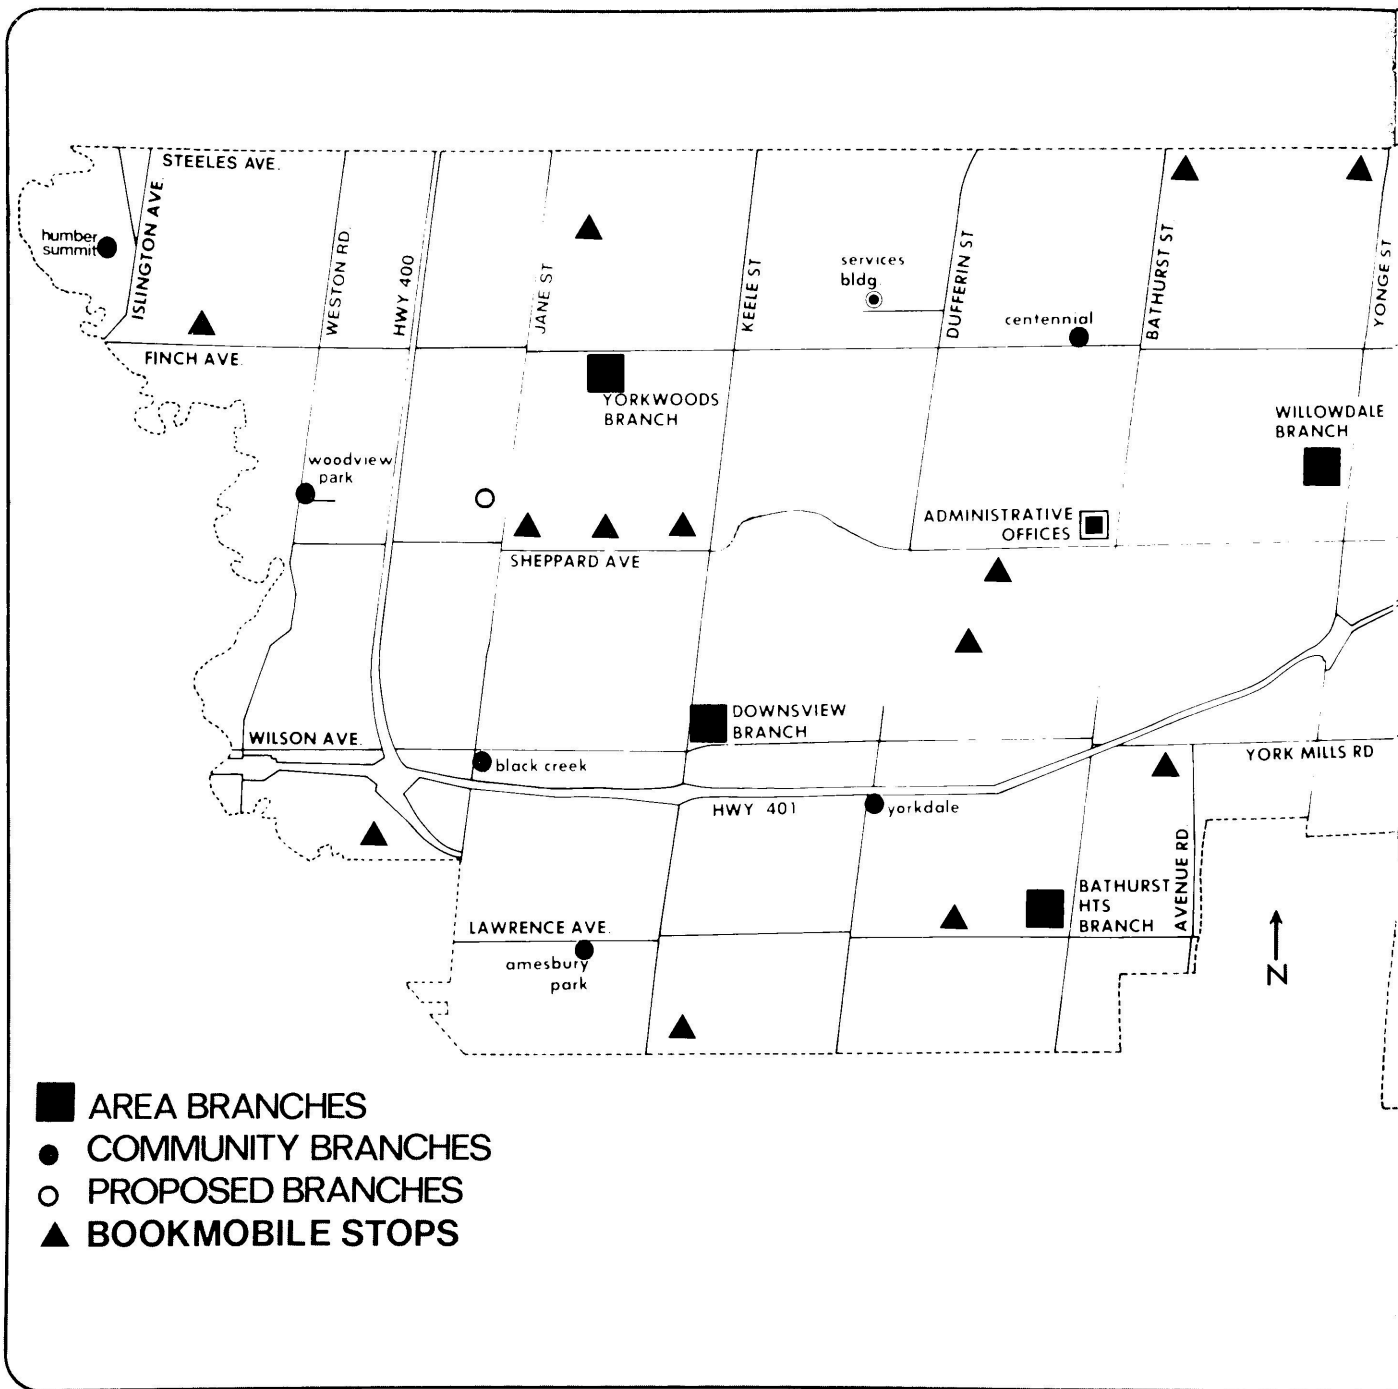 STEELES AVE.
humber
summit
ISLINGTON AVE.
WESTON RD.
HWY 400
JANE ST
KEELE ST
services
bldg.
DUFFERIN ST
centennial
BATHURST ST
YONGE ST
FINCH AVE.
YORKWOODS
BRANCH
WILLOWDALE
BRANCH
woodview
park
ADMINISTRATIVE
OFFICES
SHEPPARD AVE
DOWNSVIEW
BRANCH
WILSON AVE.
black creek
YORK MILLS RD
HWY 401
yorkdale
AVENUE RD.
BATHURST
HTS
BRANCH
LAWRENCE AVE.
amesbury
park
N
AREA BRANCHES
COMMUNITY BRANCHES
PROPOSED BRANCHES
BOOKMOBILE STOPS